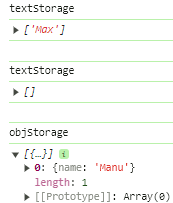 textStorage
▶ ['Max']
textStorage
▶ []
objStorage
▼ [{…}] i
▶ 0: {name: 'Manu'}
length: 1
▶ [[Prototype]]: Array(0)